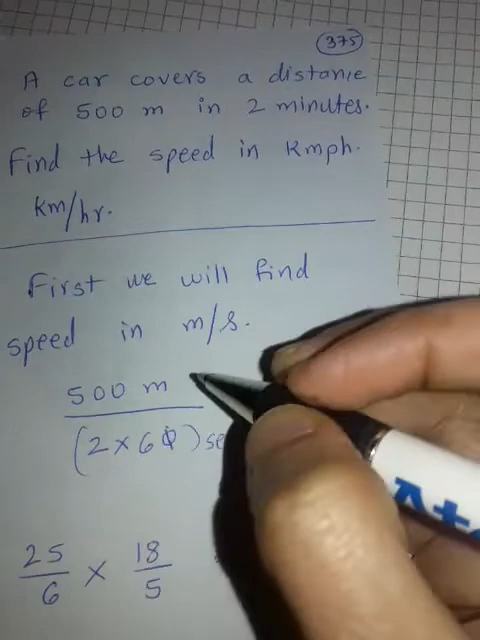 375
A car covers a distance
of 500 m in 2 minutes.
Find the speed in Kmph.
Km/hr.
First we will find
speed in m/s.
500 m
(2×60)
25/6 × 18/5